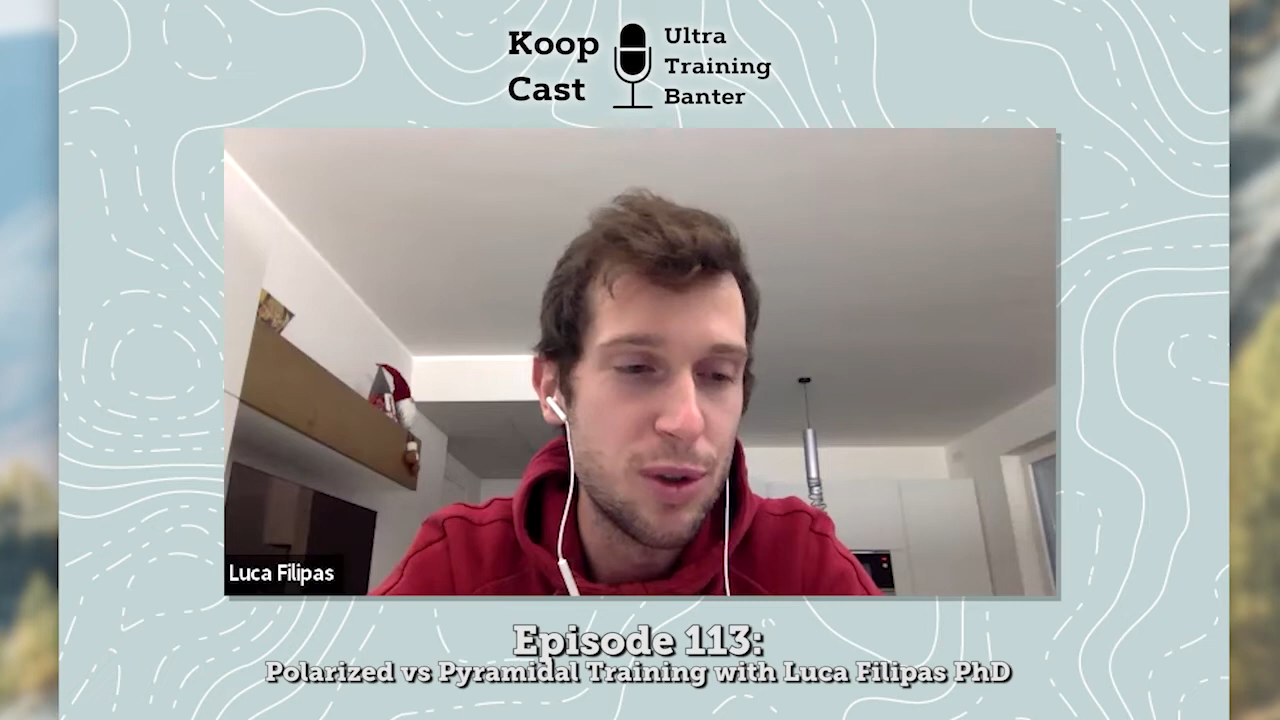 Koop
Cast
Ultra
Training
Banter
Luca Filipas
Episode 113:
Polarized vs Pyramidal Training with Luca Filipas PhD